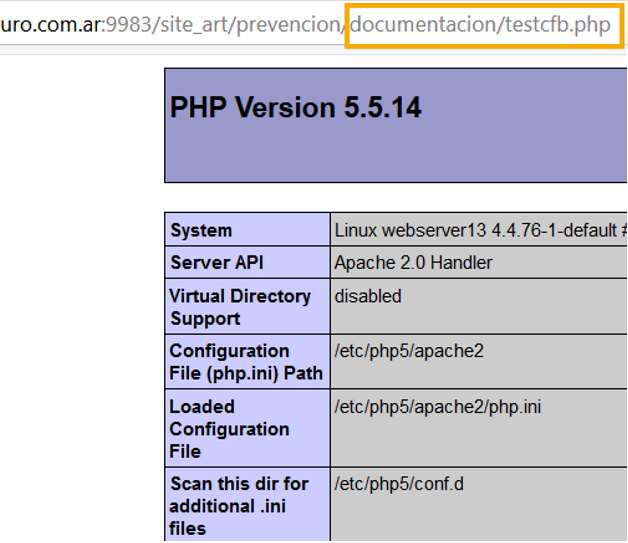 uro.com.ar:9983/site_art/prevencion/documentacion/testcfb.php
PHP Version 5.5.14
System
Linux webserver13 4.4.76-1-default #
Server API
Apache 2.0 Handler
Virtual Directory
Support
disabled
Configuration
File (php.ini) Path
/etc/php5/apache2
Loaded
Configuration
File
/etc/php5/apache2/php.ini
Scan this dir for
additional .ini
files
/etc/php5/conf.d